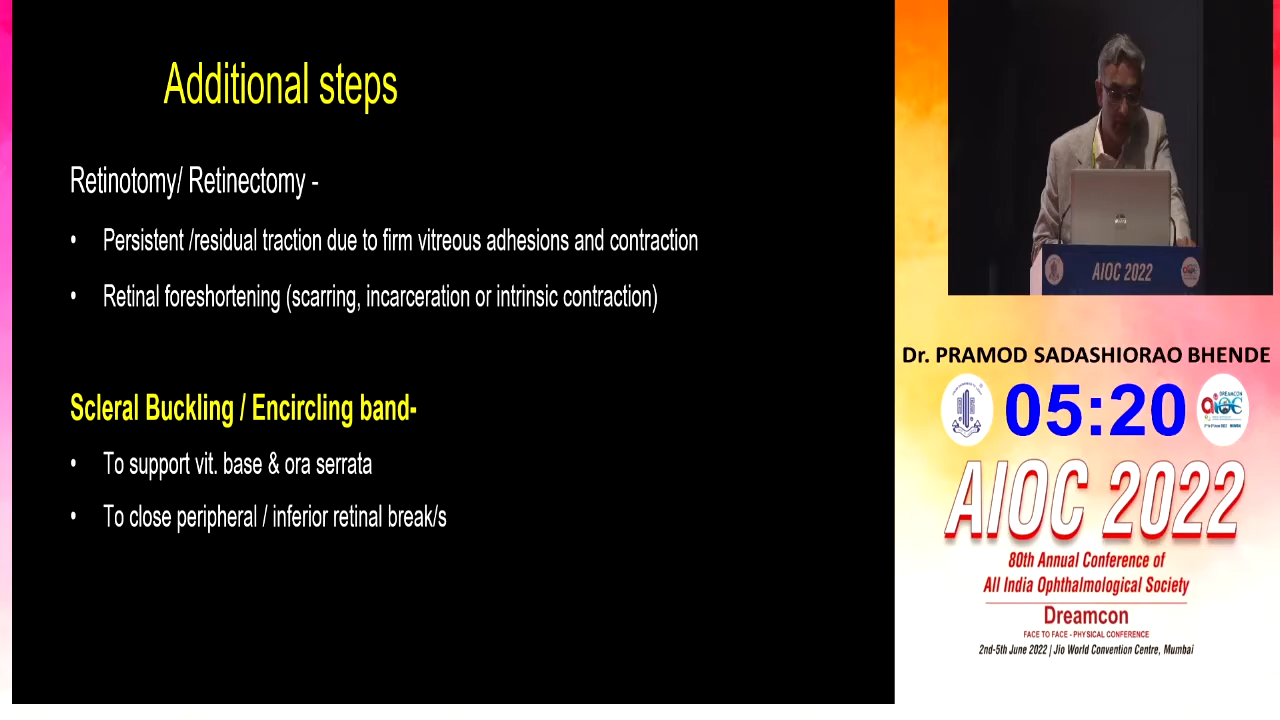 Additional steps
Retinotomy/ Retinectomy -
• Persistent /residual traction due to firm vitreous adhesions and contraction
• Retinal foreshortening (scarring, incarceration or intrinsic contraction)
Scleral Buckling / Encircling band-
• To support vit. base & ora serrata
• To close peripheral / inferior retinal break/s
AIOC 2022
Dr. PRAMOD SADASHIORAO BHENDE
05:20
DREAMCON
aioc
AIOC 2022
80th Annual Conference of
All India Ophthalmological Society
Dreamcon
FACE TO FACE - PHYSICAL CONFERENCE
2nd-5th June 2022 | Jio World Convention Centre, Mumbai